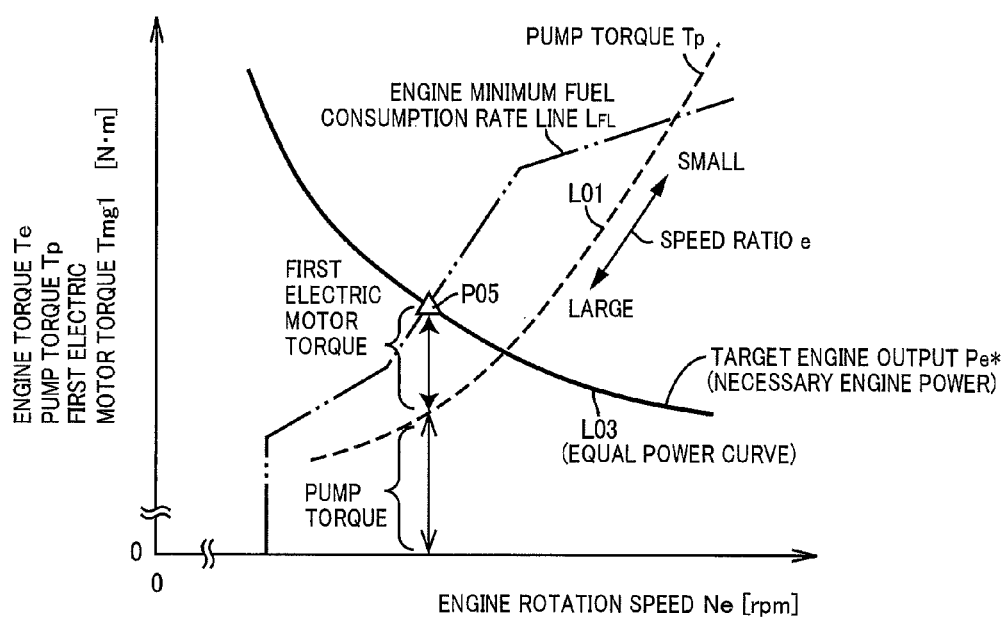 PUMP TORQUE Tp
ENGINE MINIMUM FUEL
CONSUMPTION RATE LINE LFL
SMALL
L01
SPEED RATIO e
LARGE
FIRST
ELECTRIC
MOTOR
TORQUE
P05
TARGET ENGINE OUTPUT Pe*
(NECESSARY ENGINE POWER)
L03
(EQUAL POWER CURVE)
PUMP
TORQUE
ENGINE TORQUE Te
PUMP TORQUE Tp
FIRST ELECTRIC
MOTOR TORQUE Tmg1 [N·m]
0
0
ENGINE ROTATION SPEED Ne [rpm]